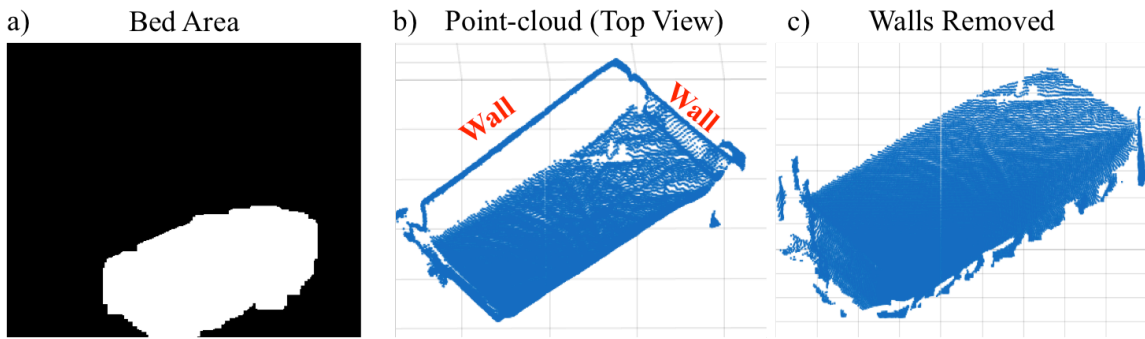 a) Bed Area
b) Point-cloud (Top View)
c) Walls Removed
Wall
Wall